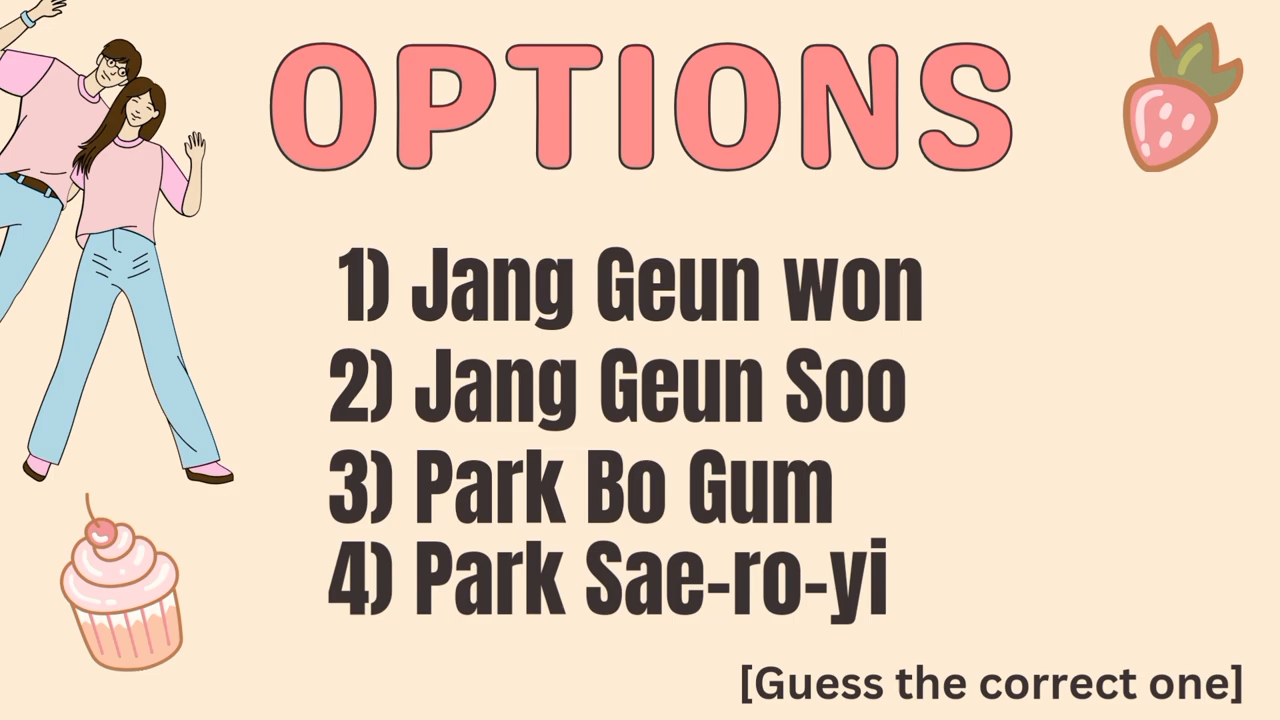 OPTIONS
1) Jang Geun won
2) Jang Geun Soo
3) Park Bo Gum
4) Park Sae-ro-yi
[Guess the correct one]